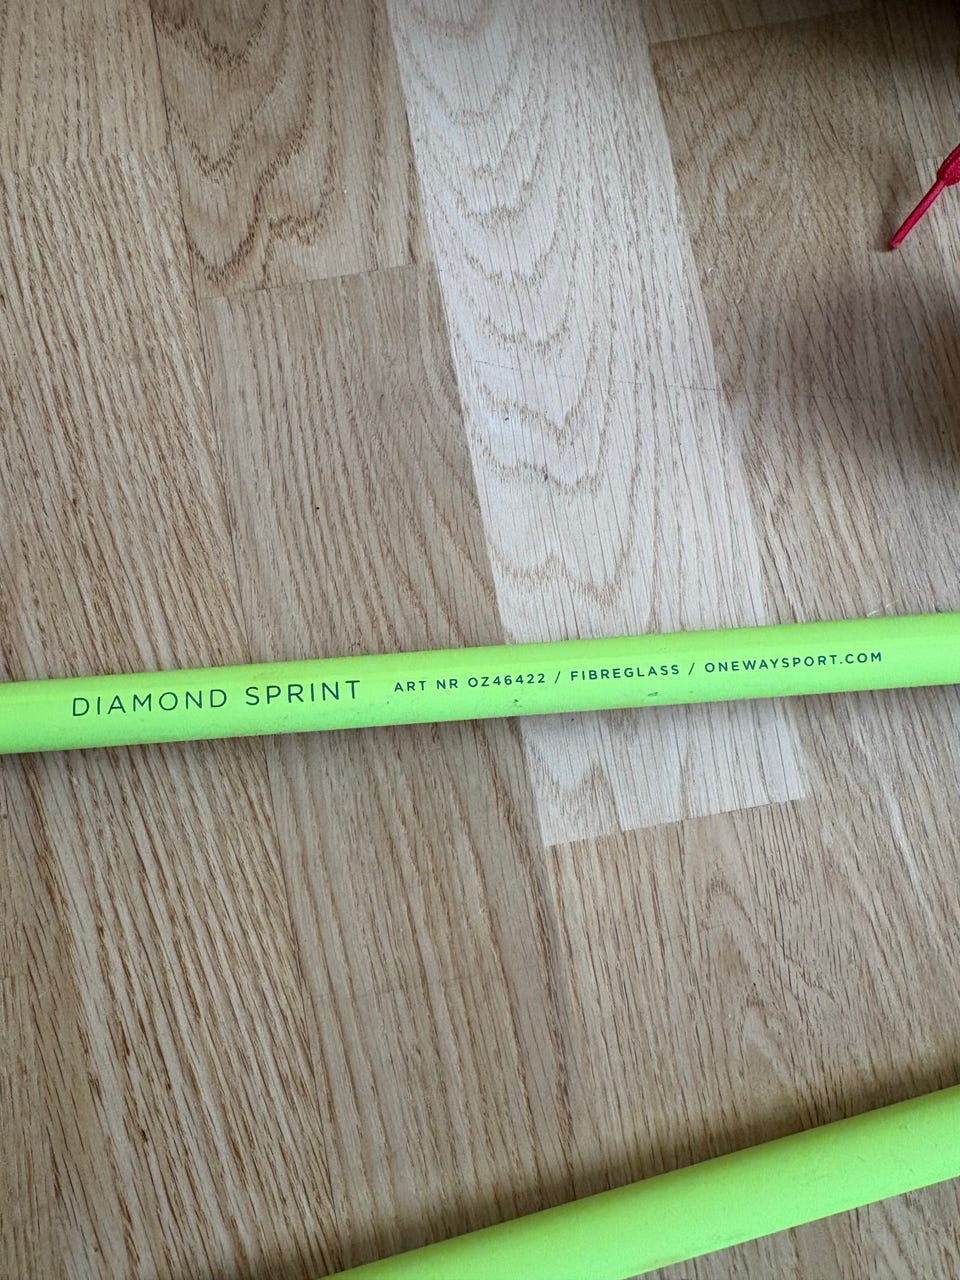 DIAMOND SPRINT ART NR OZ46422 / FIBREGLASS / ONEWAYSPORT.COM